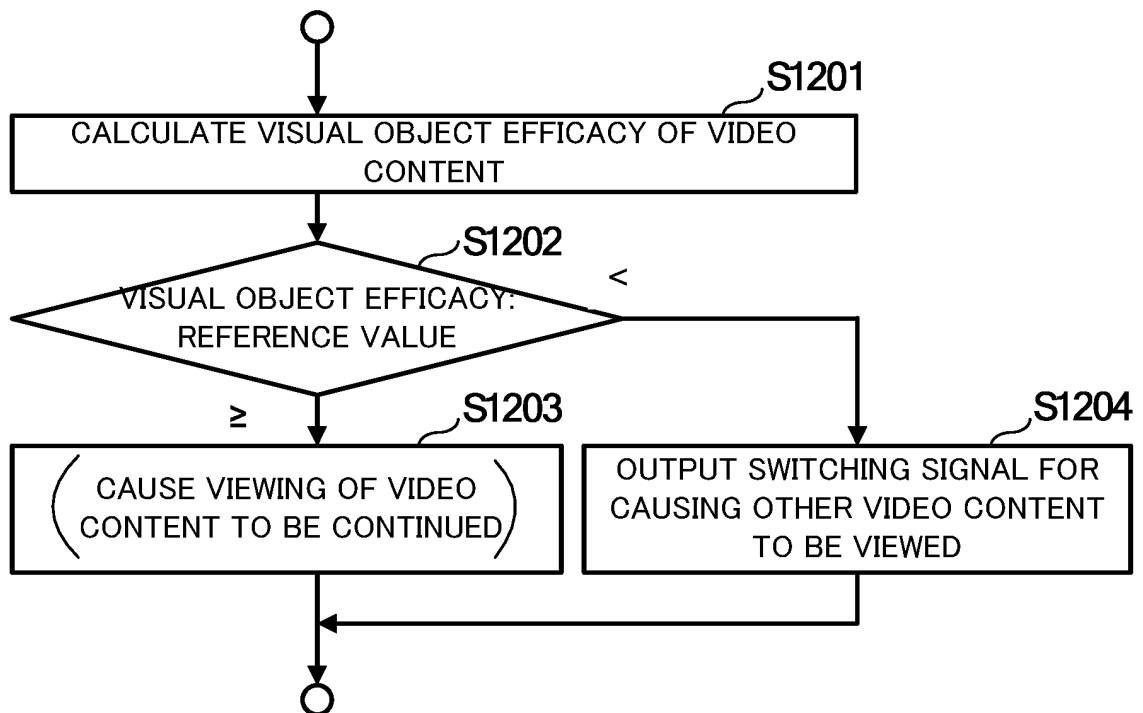 S1201
CALCULATE VISUAL OBJECT EFFICACY OF VIDEO
CONTENT
S1202
<
VISUAL OBJECT EFFICACY:
REFERENCE VALUE
≥
S1203
CAUSE VIEWING OF VIDEO
CONTENT TO BE CONTINUED
S1204
OUTPUT SWITCHING SIGNAL FOR
CAUSING OTHER VIDEO CONTENT
TO BE VIEWED